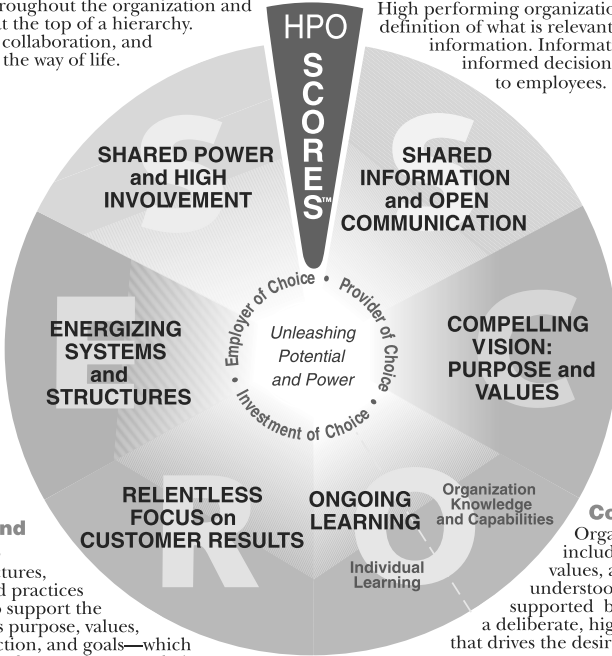 roughout the organization and
at the top of a hierarchy.
collaboration, and
the way of life.
High performing organizatio
definition of what is relevant
information. Informat
informed decision
to employees.
HPO
SCORES™
S
SHARED POWER
and HIGH
INVOLVEMENT
S
SHARED
INFORMATION
and OPEN
COMMUNICATION
C
COMPELLING
VISION:
PURPOSE and
VALUES
O
ONGOING
LEARNING
Organization
Knowledge
and Capabilities
Individual
Learning
R
RELENTLESS
FOCUS on
CUSTOMER RESULTS
E
ENERGIZING
SYSTEMS
and
STRUCTURES
Employer of Choice • Provider of Choice • Investment of Choice •
Unleashing
Potential
and Power
nd
tures,
d practices
o support the
s purpose, values,
ction, and goals—which
Co
Orga
includ
values, a
understoo
supported b
a deliberate, hig
that drives the desir